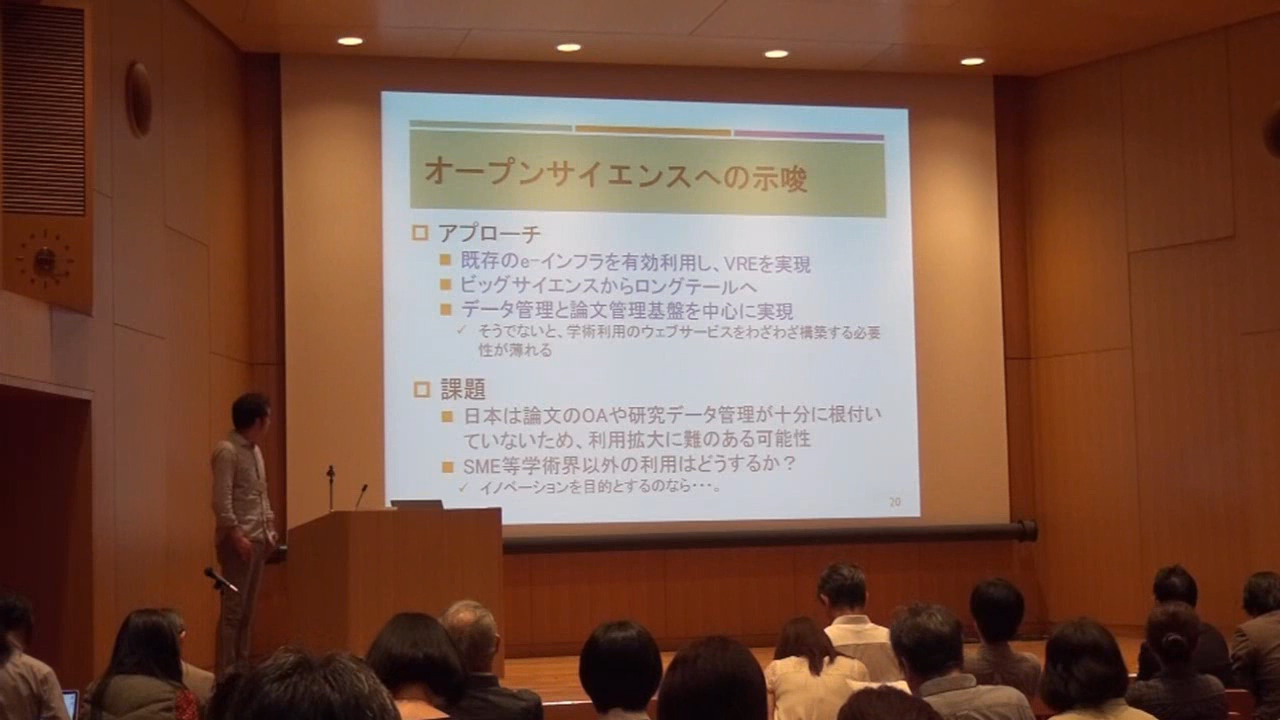 オープンサイエンスへの示唆
アプローチ
既存のe-インフラを有効利用し、VREを実現
ビッグサイエンスからロングテールへ
データ管理と論文管理基盤を中心に実現
そうでないと、学術利用のウェブサービスをわざわざ構築する必要
性が薄れる
課題
日本は論文のOAや研究データ管理が十分に根付い
ていないため、利用拡大に難のある可能性
SME等学術界以外の利用はどうするか？
イノベーションを目的とするのなら・・・。
20